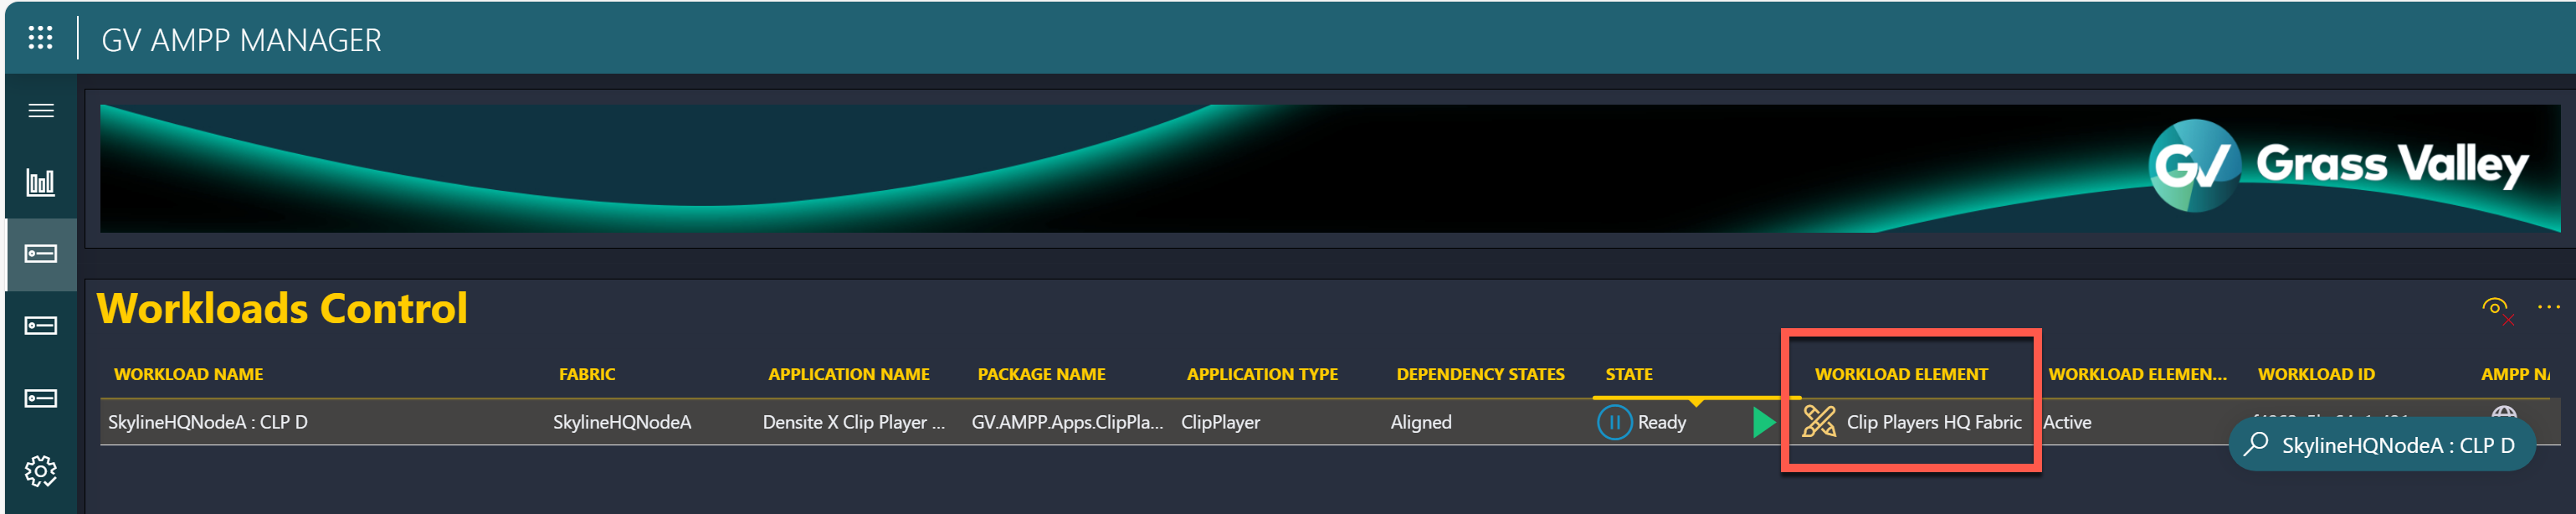 GV AMPP MANAGER
GV Grass Valley
Workloads Control
WORKLOAD NAME FABRIC APPLICATION NAME PACKAGE NAME APPLICATION TYPE DEPENDENCY STATES STATE WORKLOAD ELEMENT WORKLOAD ELEMEN... WORKLOAD ID AMPP
SkylineHQNodeA : CLP D SkylineHQNodeA Densite X Clip Player ... GV.AMPP.Apps.ClipPla... ClipPlayer Aligned Ready Clip Players HQ Fabric Active
SkylineHQNodeA : CLP D